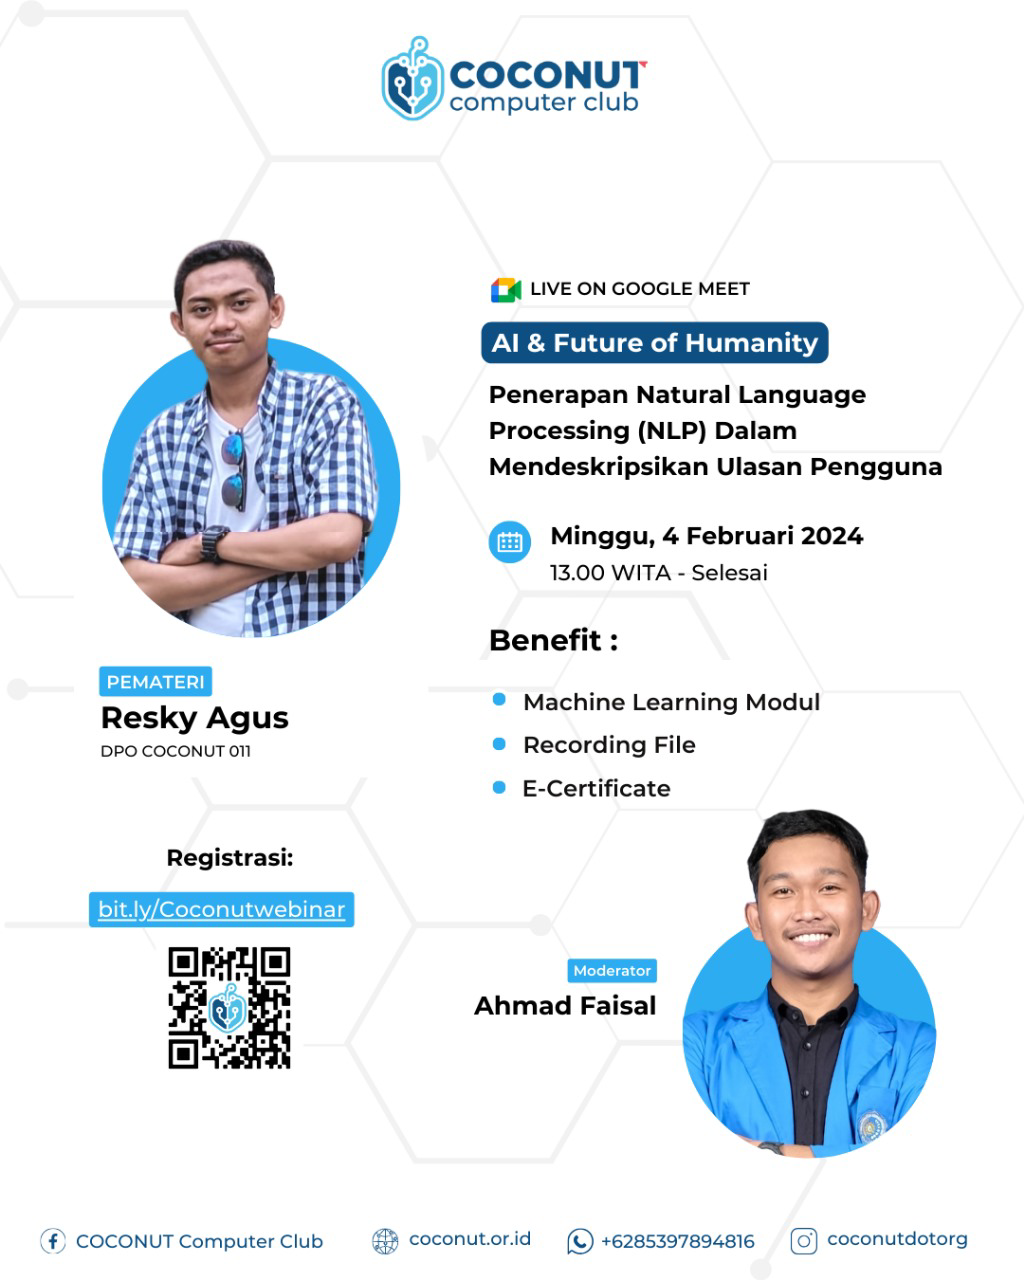 COCONUT
computer club
LIVE ON GOOGLE MEET
AI & Future of Humanity
Penerapan Natural Language
Processing (NLP) Dalam
Mendeskripsikan Ulasan Pengguna
Minggu, 4 Februari 2024
13.00 WITA - Selesai
Benefit :
Machine Learning Modul
Recording File
E-Certificate
PEMATERI
Resky Agus
DPO COCONUT 011
Registrasi:
bit.ly/Coconutwebinar
Moderator
Ahmad Faisal
COCONUT Computer Club
coconut.or.id
+6285397894816
coconutdotorg